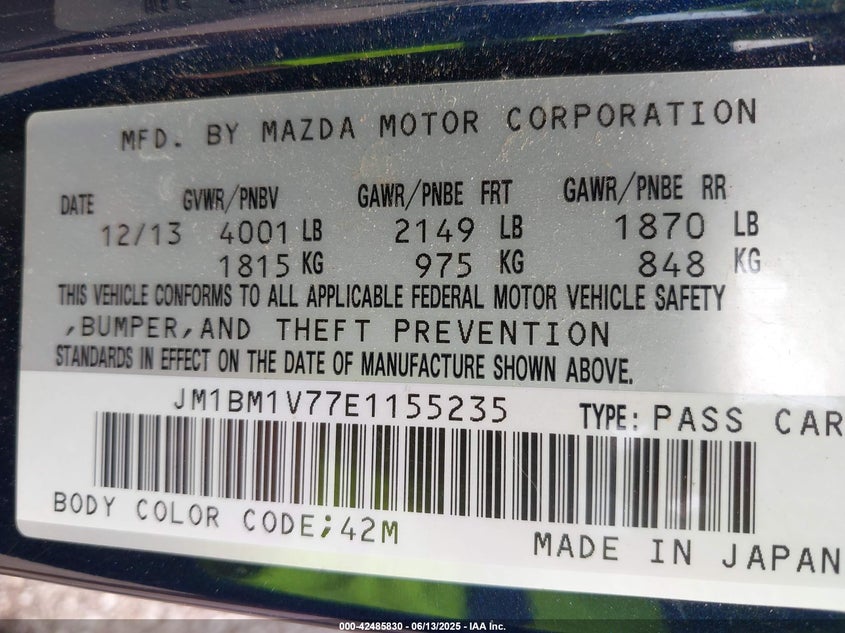 MFD. BY MAZDA MOTOR CORPORATION
DATE GVWR/PNBV GAWR/PNBE FRT GAWR/PNBE RR
12/13 4001 LB 2149 LB 1870 LB
1815 KG 975 KG 848 KG
THIS VEHICLE CONFORMS TO ALL APPLICABLE FEDERAL MOTOR VEHICLE SAFETY
,BUMPER,AND THEFT PREVENTION
STANDARDS IN EFFECT ON THE DATE OF MANUFACTURE SHOWN ABOVE.
JM1BM1V77E1155235 TYPE: PASS CAR
BODY COLOR CODE;42M
MADE IN JAPAN
000-42485830 - 06/13/2025 - IAA Inc.